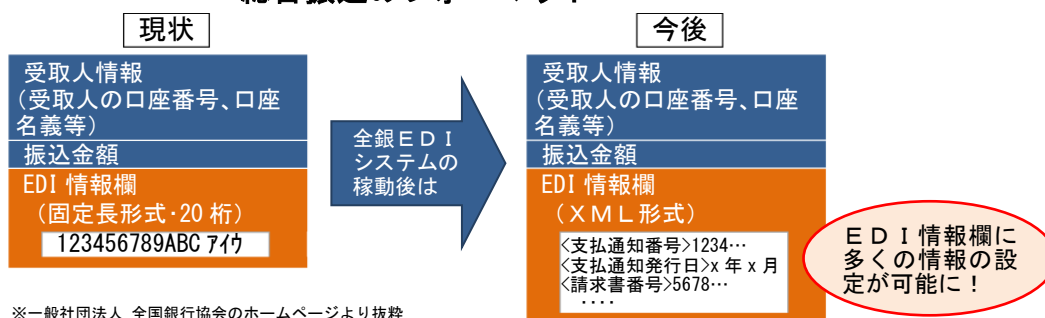 現状
今後
受取人情報
(受取人の口座番号、口座
名義等)
振込金額
EDI 情報欄
(固定長形式・20 桁)
123456789ABC ｱｲｳ
全銀ＥＤＩ
システムの
稼動後は
受取人情報
(受取人の口座番号、口座
名義等)
振込金額
EDI 情報欄
(ＸＭＬ形式)
<支払通知番号>1234…
<支払通知発行日>x 年 x 月
<請求書番号>5678…
‥‥
ＥＤＩ情報欄に
多くの情報の設
定が可能に！
※一般社団法人 全国銀行協会のホームページより抜粋